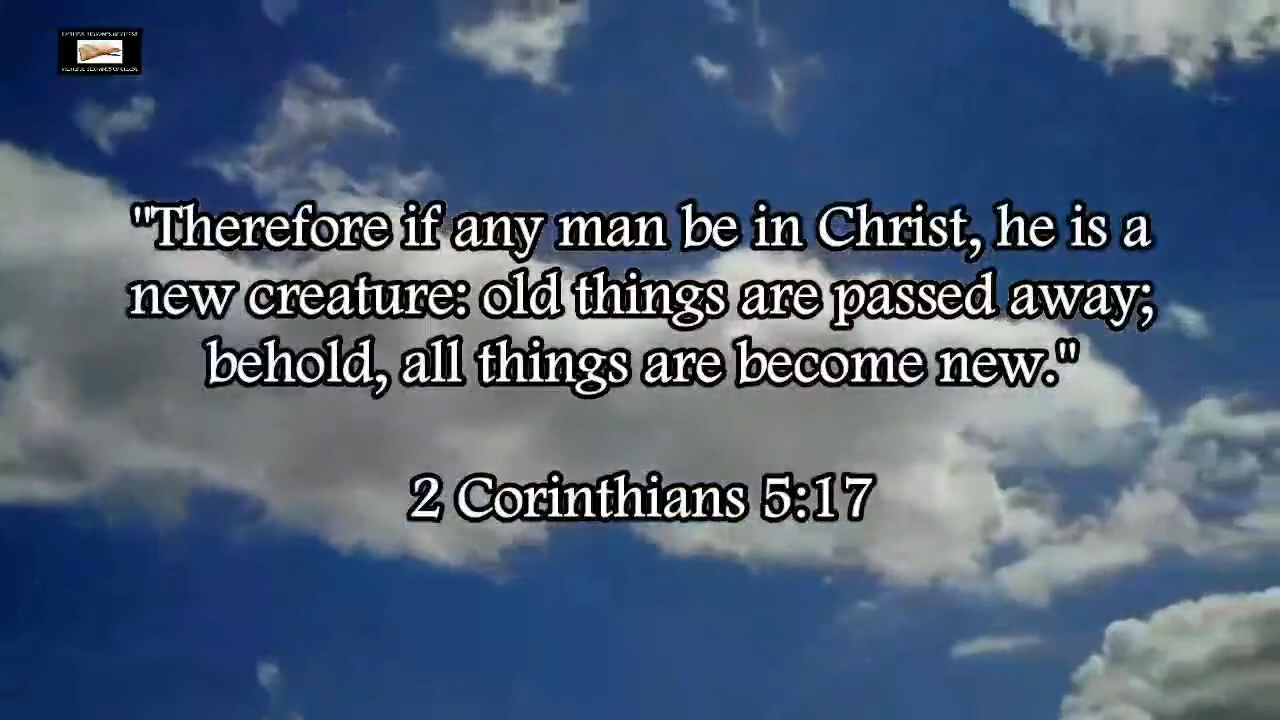 "Therefore if any man be in Christ, he is a
new creature: old things are passed away;
behold, all things are become new."
2 Corinthians 5:17